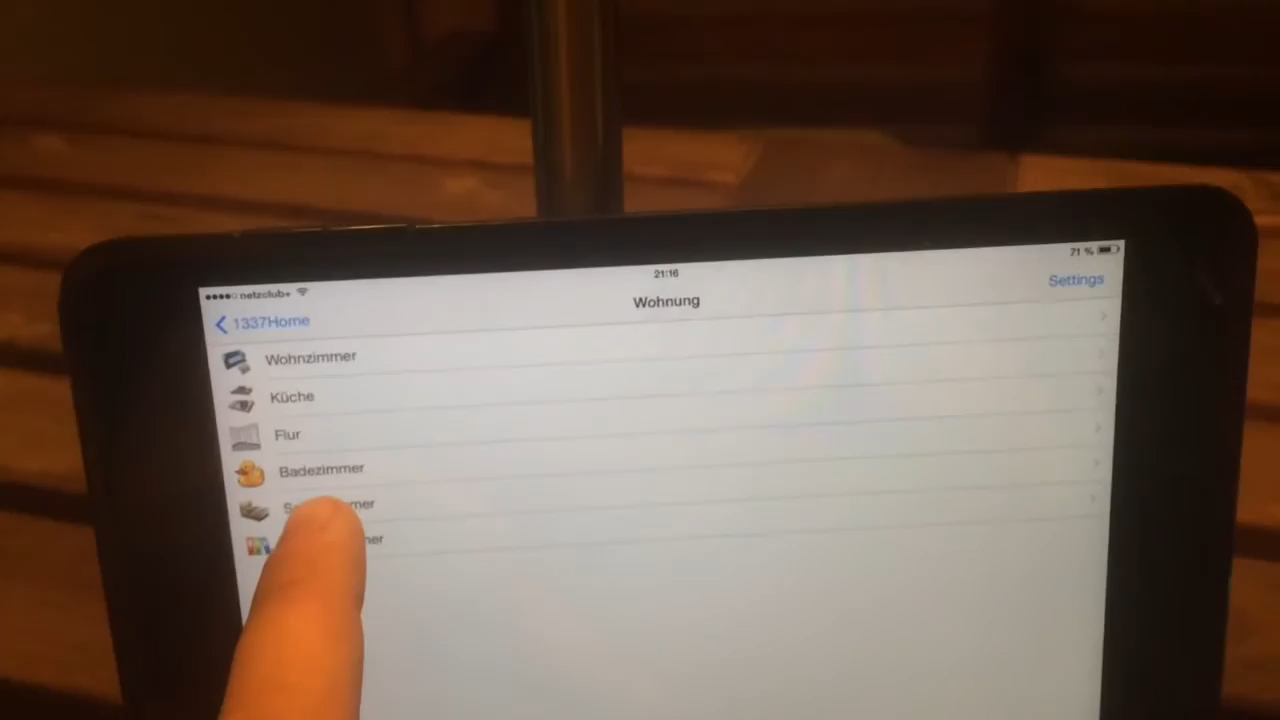 netzclub+
21:16
71 %
1337Home
Wohnung
Settings
Wohnzimmer
Küche
Flur
Badezimmer